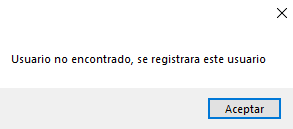 Usuario no encontrado, se registrara este usuario
Aceptar